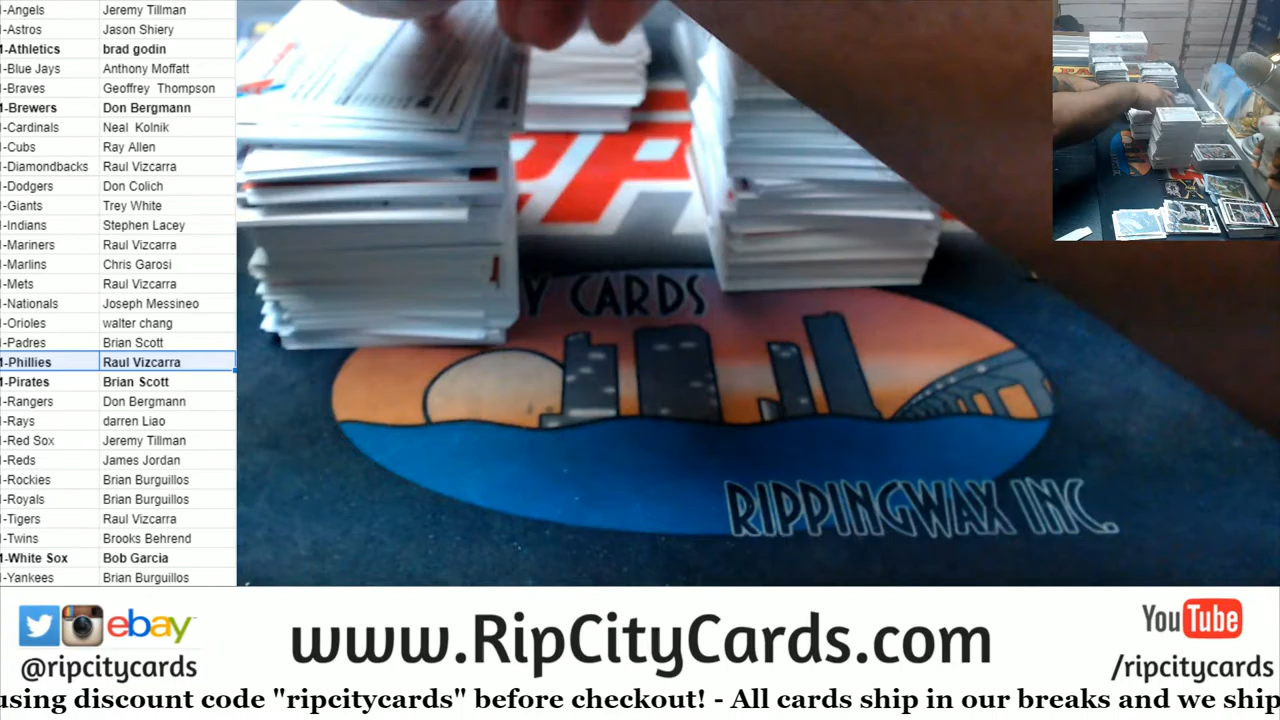 -Angels Jeremy Tillman
-Astros Jason Shiery
-Athletics brad godin
-Blue Jays Anthony Moffatt
-Braves Geoffrey Thompson
-Brewers Don Bergmann
-Cardinals Neal Kolnik
-Cubs Ray Allen
-Diamondbacks Raul Vizcarra
-Dodgers Don Colich
-Giants Trey White
-Indians Stephen Lacey
-Mariners Raul Vizcarra
-Marlins Chris Garosi
-Mets Raul Vizcarra
-Nationals Joseph Messineo
-Orioles walter chang
-Padres Brian Scott
-Phillies Raul Vizcarra
-Pirates Brian Scott
-Rangers Don Bergmann
-Rays darren Liao
-Red Sox Jeremy Tillman
-Reds James Jordan
-Rockies Brian Burguillos
-Royals Brian Burguillos
-Tigers Raul Vizcarra
-Twins Brooks Behrend
-White Sox Bob Garcia
-Yankees Brian Burguillos
Y CARDS
RIPPINGWAX INC.
ebay
@ripcitycards
www.RipCityCards.com
YouTube
/ripcitycards
using discount code "ripcitycards" before checkout! - All cards ship in our breaks and we ship